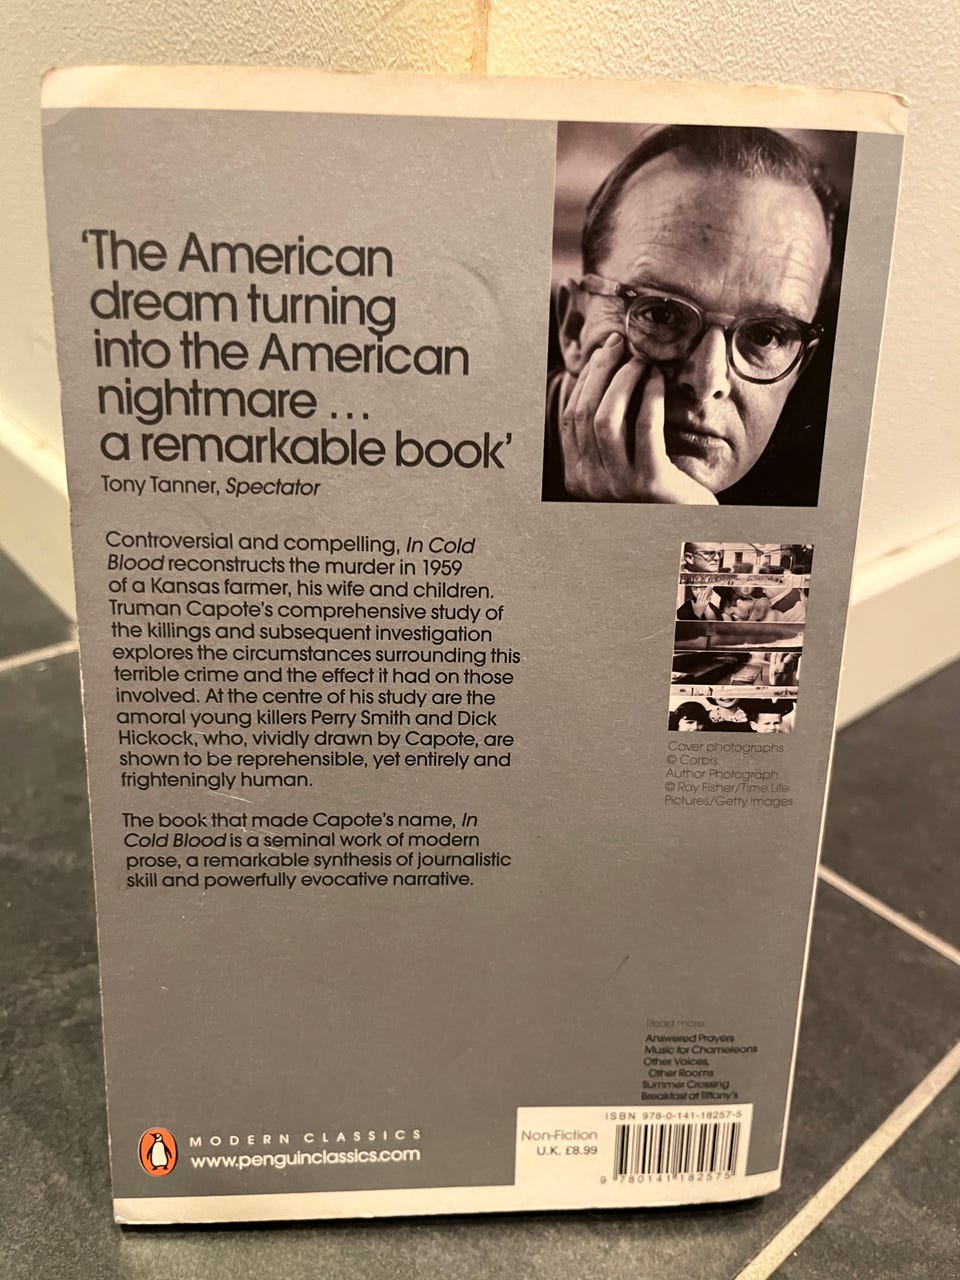 ‘The American
dream turning
into the American
nightmare ...
a remarkable book’
Tony Tanner, Spectator
Controversial and compelling, In Cold
Blood reconstructs the murder in 1959
of a Kansas farmer, his wife and children.
Truman Capote’s comprehensive study of
the killings and subsequent investigation
explores the circumstances surrounding this
terrible crime and the effect it had on those
involved. At the centre of his study are the
amoral young killers Perry Smith and Dick
Hickock, who, vividly drawn by Capote, are
shown to be reprehensible, yet entirely and
frighteningly human.
The book that made Capote’s name, In
Cold Blood is a seminal work of modern
prose, a remarkable synthesis of journalistic
skill and powerfully evocative narrative.
Cover photographs
© Corbis
Author Photograph
© Ray Fisher/Time Life
Pictures/Getty Images
Read more
Answered Prayers
Music for Chameleons
Other Voices,
Other Rooms
Summer Crossing
Breakfast at Tiffany’s
MODERN CLASSICS
www.penguinclassics.com
Non-Fiction
U.K. £8.99
ISBN 978-0-141-18257-5
9 780141 182575